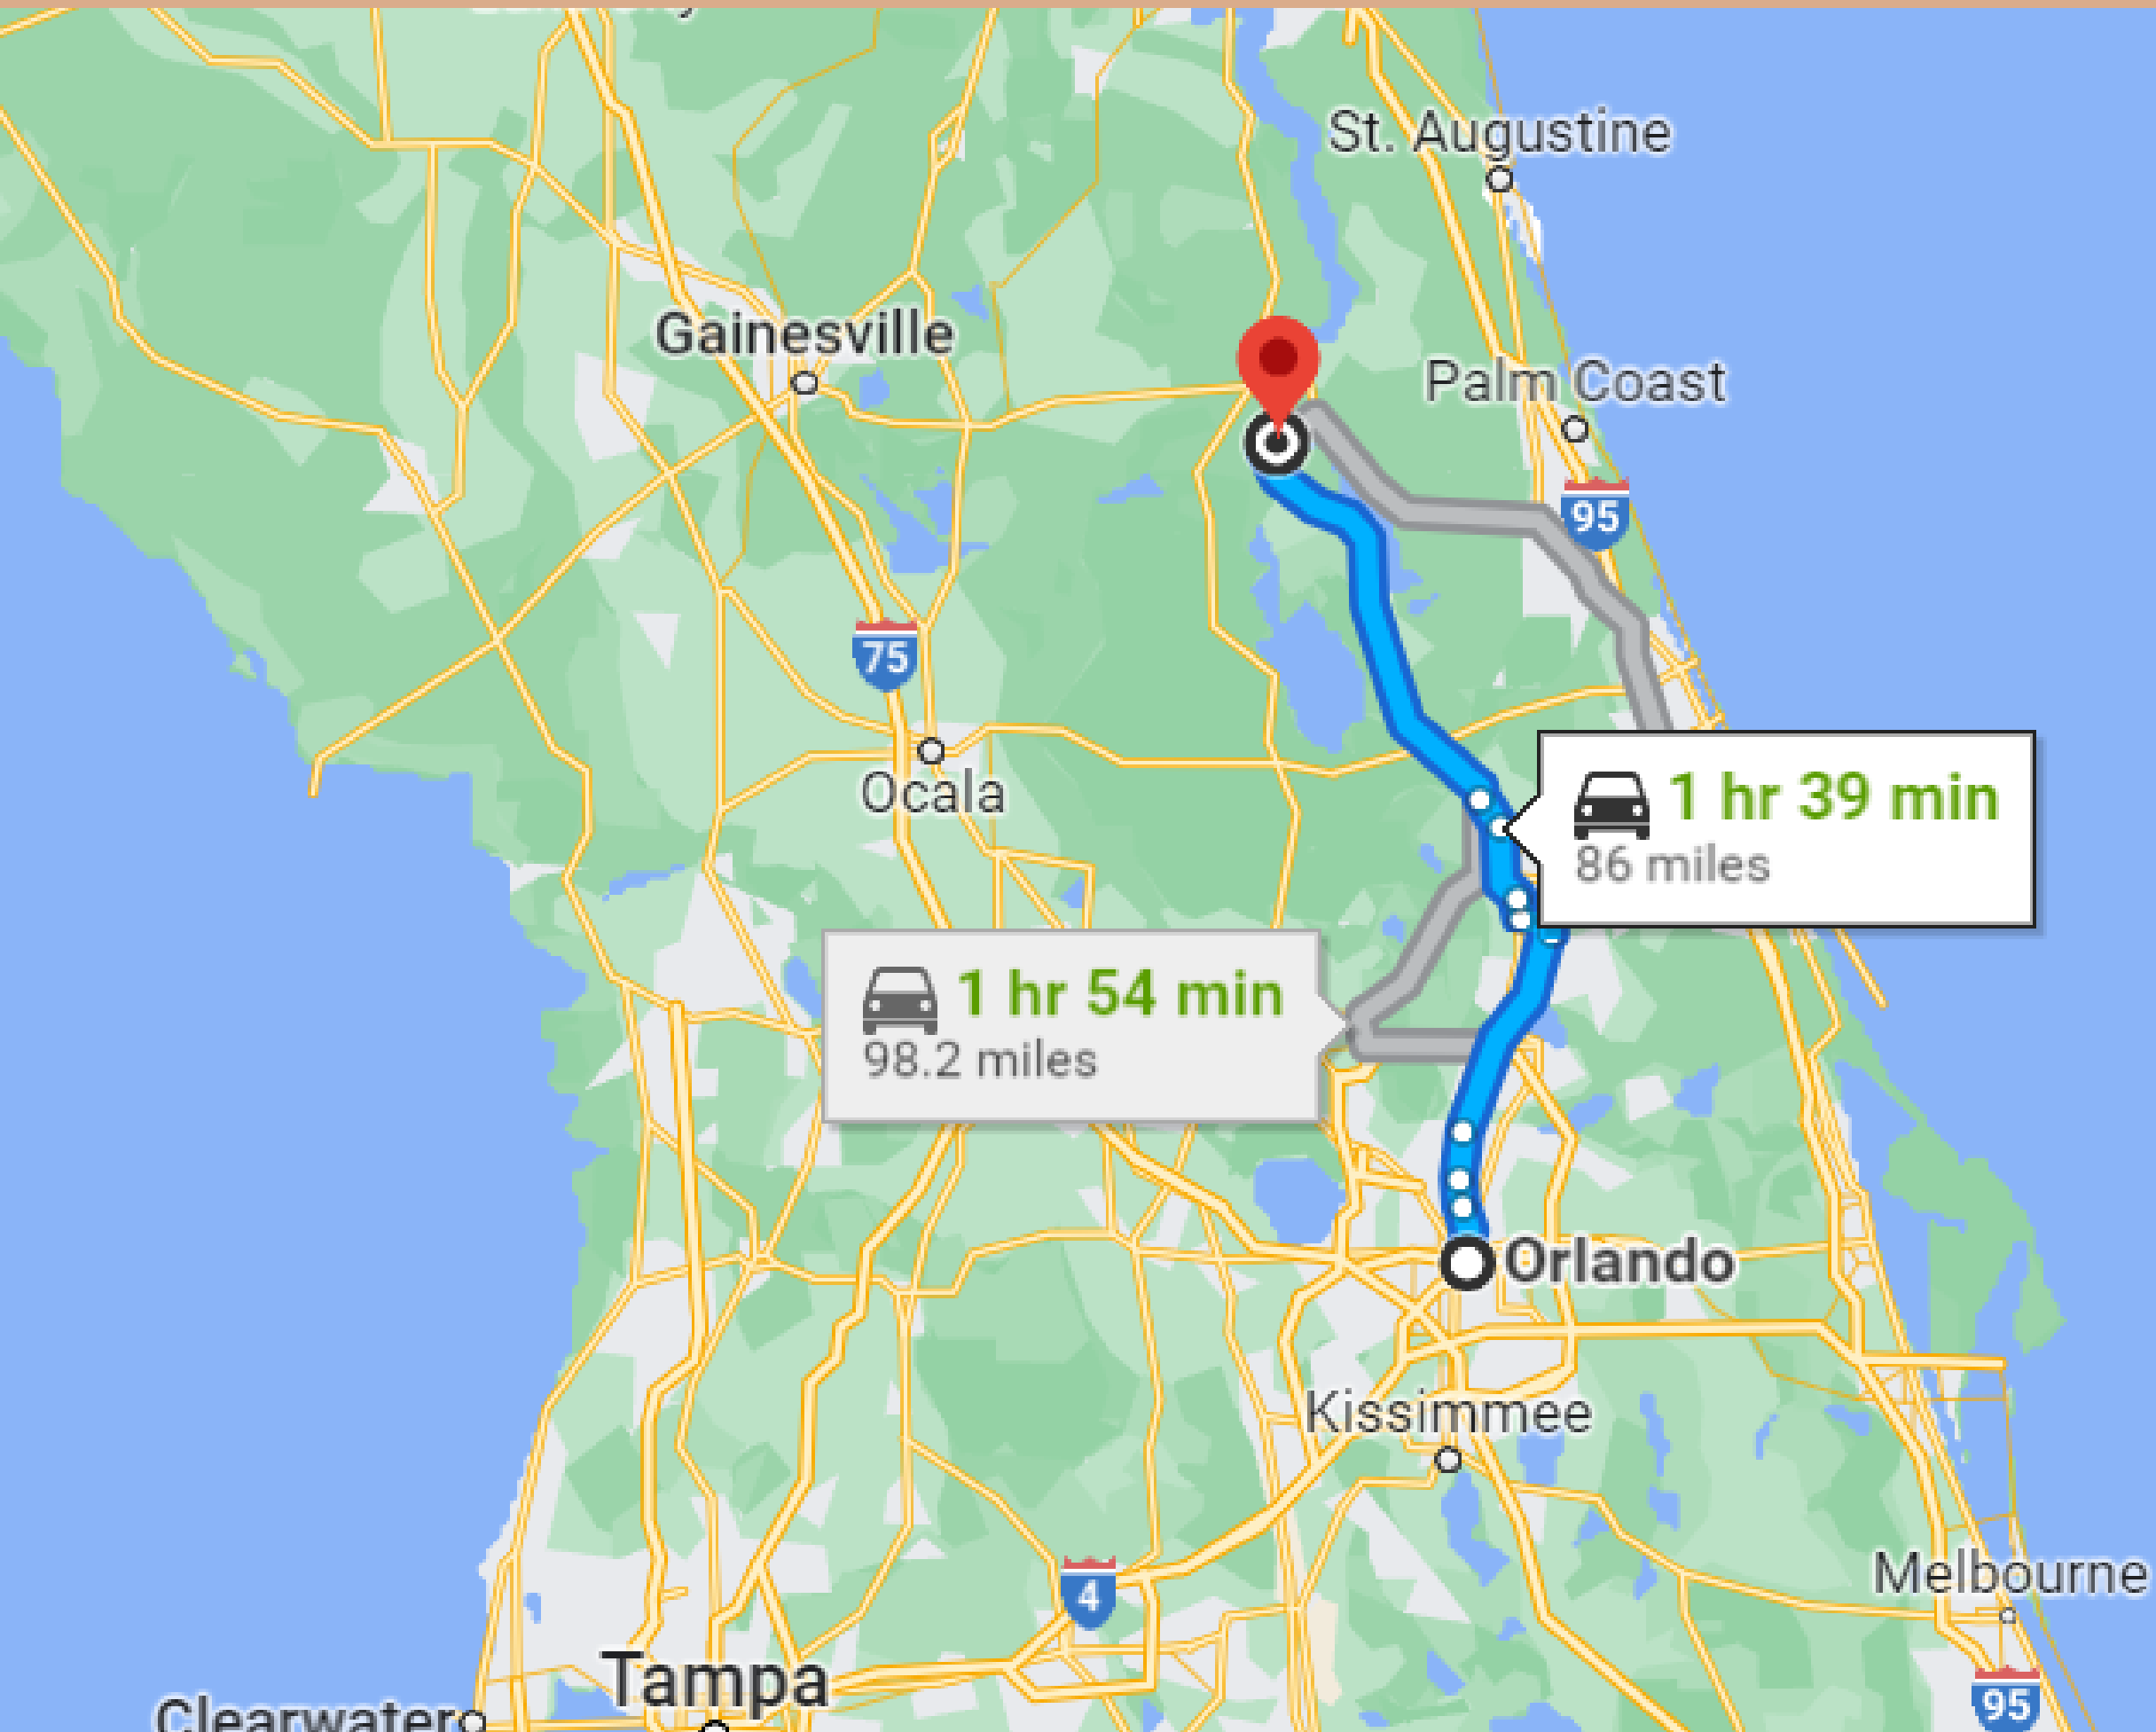 St. Augustine
Gainesville
Palm Coast
95
75
Ocala
1 hr 39 min
86 miles
1 hr 54 min
98.2 miles
Orlando
Kissimmee
4
Melbourne
Tampa
95
Clearwater